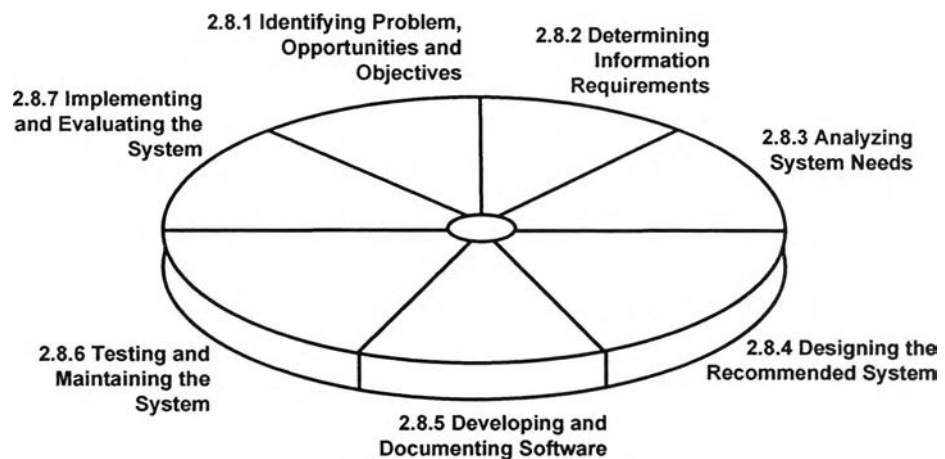 2.8.1 Identifying Problem,
Opportunities and
Objectives
2.8.2 Determining
Information
Requirements
2.8.3 Analyzing
System Needs
2.8.4 Designing the
Recommended System
2.8.5 Developing and
Documenting Software
2.8.6 Testing and
Maintaining the
System
2.8.7 Implementing
and Evaluating the
System